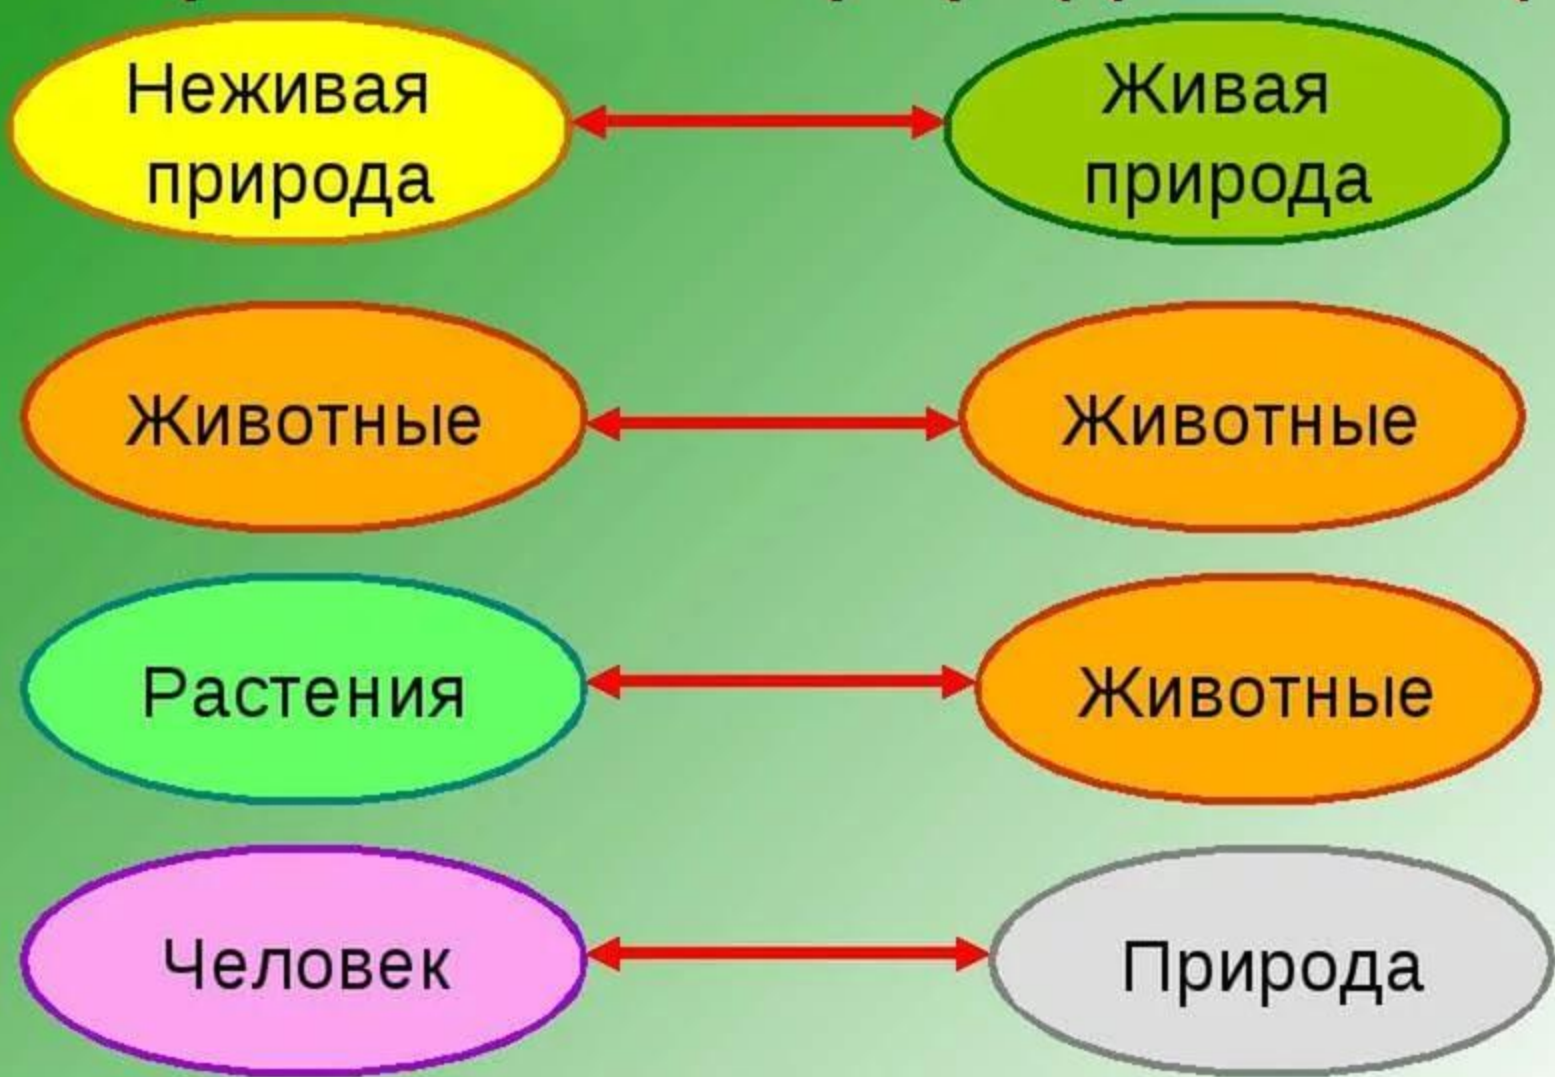 Неживая
природа
Живая
природа
Животные
Животные
Растения
Животные
Человек
Природа